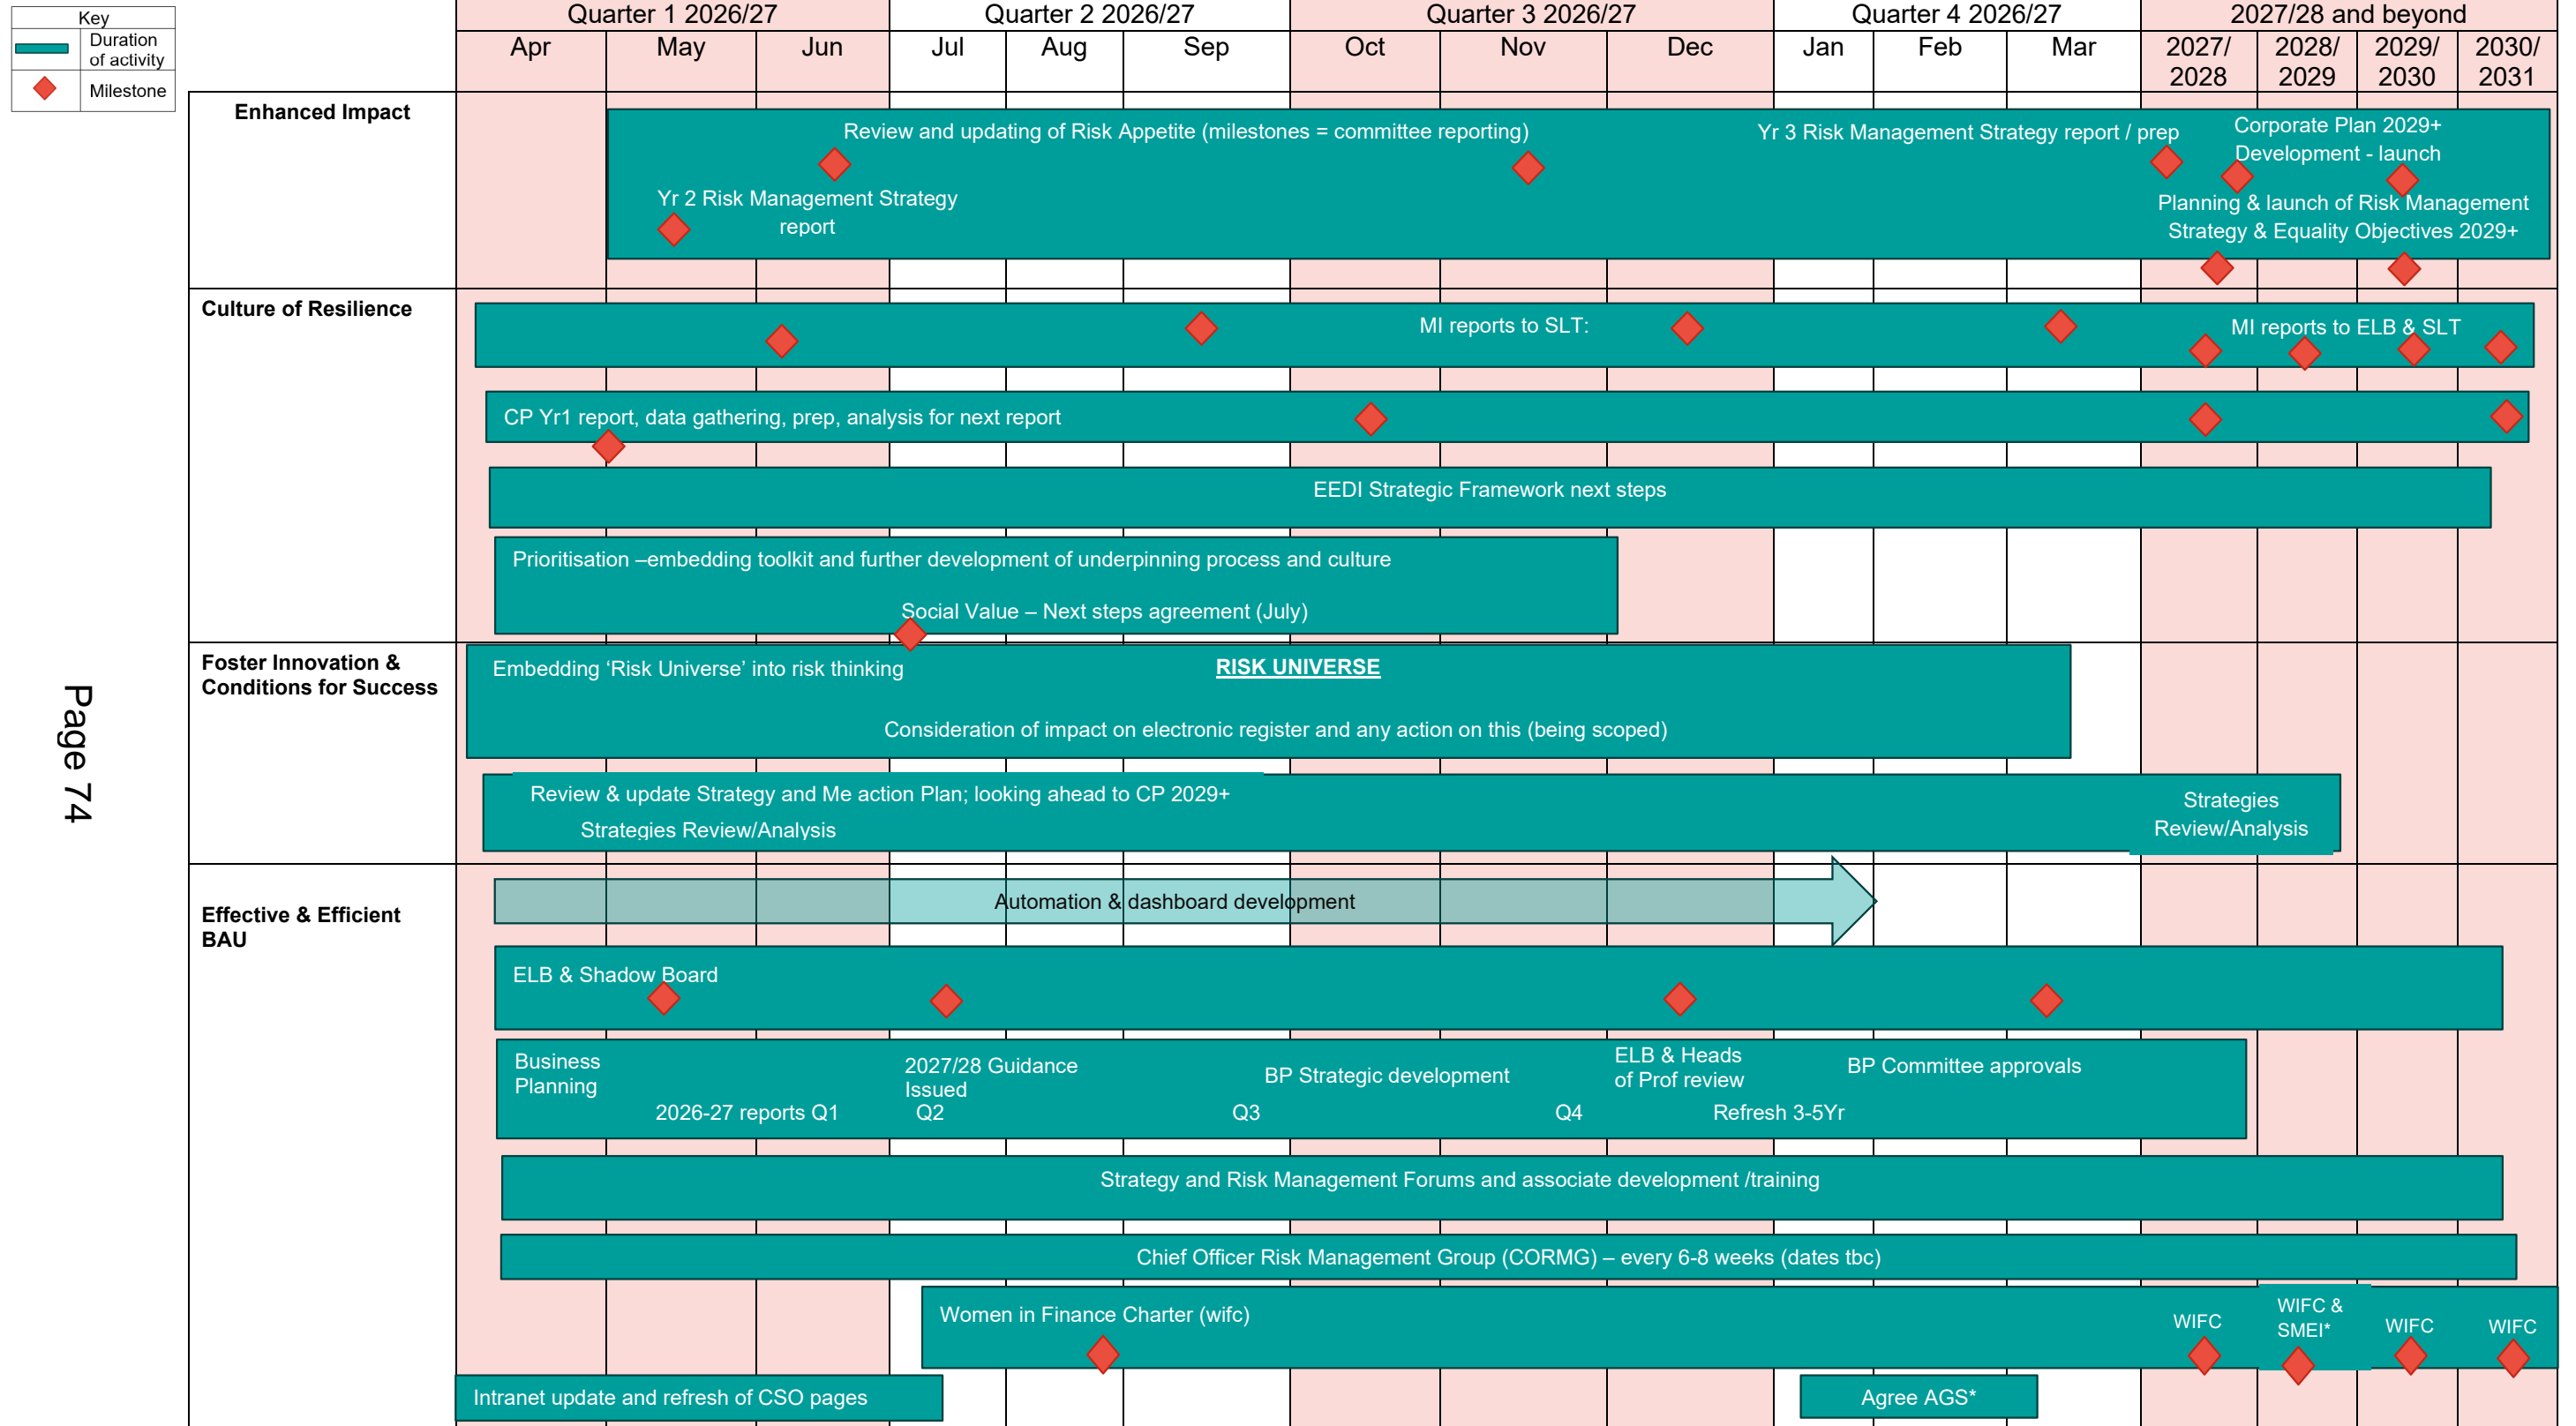 Key
Duration
of activity
Milestone
Quarter 1 2026/27
Quarter 2 2026/27
Quarter 3 2026/27
Quarter 4 2026/27
2027/28 and beyond
Apr
May
Jun
Jul
Aug
Sep
Oct
Nov
Dec
Jan
Feb
Mar
2027/
2028
2028/
2029
2029/
2030
2030/
2031
Enhanced Impact
Review and updating of Risk Appetite (milestones = committee reporting)
Yr 3 Risk Management Strategy report / prep
Corporate Plan 2029+
Development - launch
Yr 2 Risk Management Strategy
report
Planning & launch of Risk Management
Strategy & Equality Objectives 2029+
Culture of Resilience
MI reports to SLT:
MI reports to ELB & SLT
CP Yr1 report, data gathering, prep, analysis for next report
EEDI Strategic Framework next steps
Prioritisation –embedding toolkit and further development of underpinning process and culture
Social Value – Next steps agreement (July)
Foster Innovation &
Conditions for Success
Embedding ‘Risk Universe’ into risk thinking
RISK UNIVERSE
Consideration of impact on electronic register and any action on this (being scoped)
Review & update Strategy and Me action Plan; looking ahead to CP 2029+
Strategies Review/Analysis
Strategies
Review/Analysis
Effective & Efficient
BAU
Automation & dashboard development
ELB & Shadow Board
Business
Planning
2027/28 Guidance
Issued
BP Strategic development
ELB & Heads
of Prof review
BP Committee approvals
2026-27 reports Q1
Q2
Q3
Q4
Refresh 3-5Yr
Strategy and Risk Management Forums and associate development /training
Chief Officer Risk Management Group (CORMG) – every 6-8 weeks (dates tbc)
Women in Finance Charter (wifc)
WIFC
WIFC &
SMEI*
WIFC
WIFC
Intranet update and refresh of CSO pages
Agree AGS*
Page 74